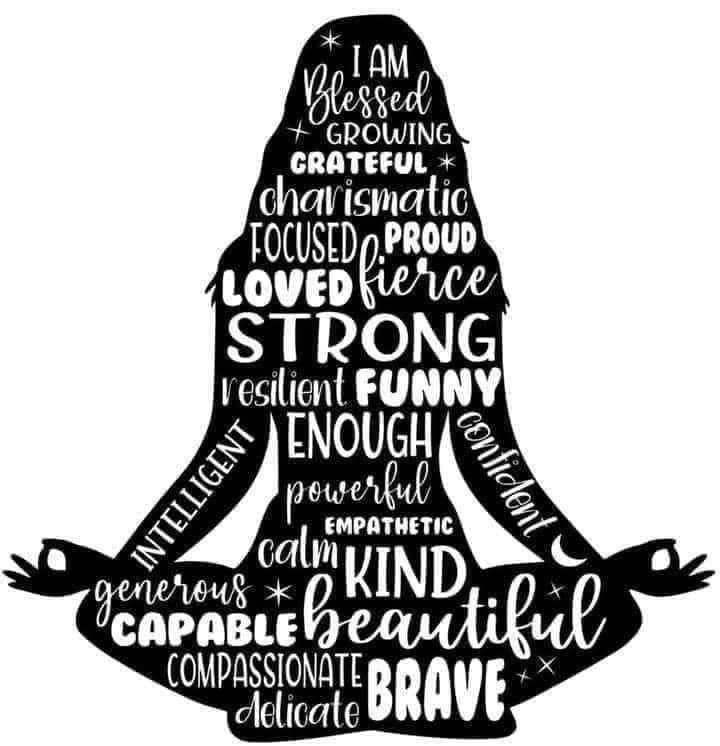 I AM
Blessed
GROWING
GRATEFUL
charismatic
FOCUSED PROUD
LOVED fierce
STRONG
resilient FUNNY
INTELLIGENT ENOUGH confident
powerful
EMPATHETIC
calm KIND
generous
CAPABLE beautiful
COMPASSIONATE
delicate BRAVE